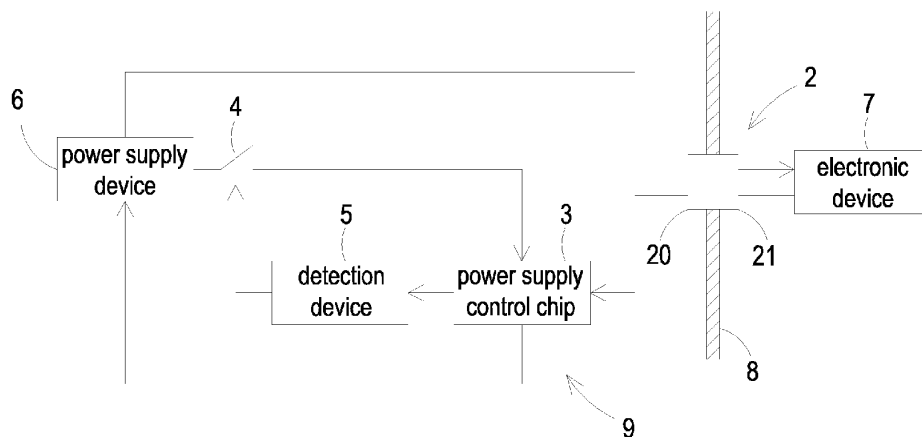 2
6
4
7
power supply
device
electronic
device
5
3
20
21
detection
device
power supply
control chip
8
9